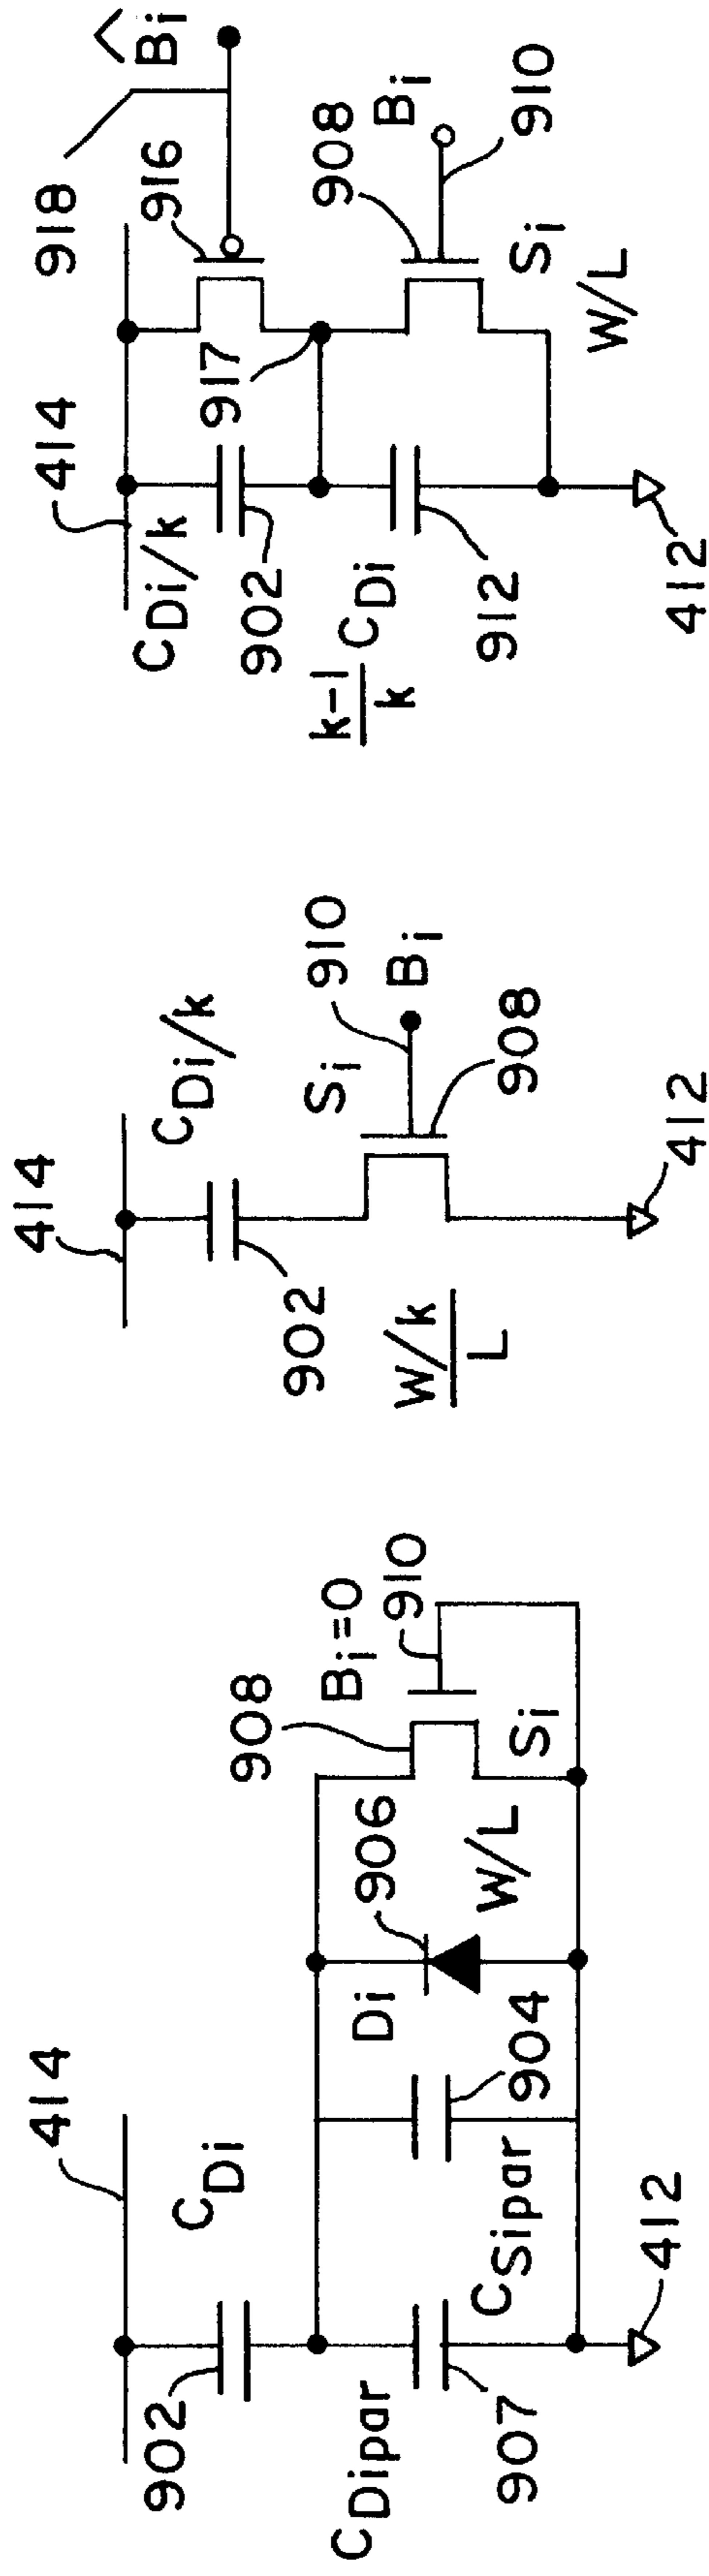 414
902
C_Di
C_Dipar
907
C_Sipar
904
Di
906
908
B_i=0
910
W/L
S_i
412
414
C_Di/k
902
S_i
910
B_i
W/k
L
908
412
414
C_Di/k
902
918
B̂_i
916
917
908
B_i
910
k-1
k
C_Di
912
S_i
W/L
412